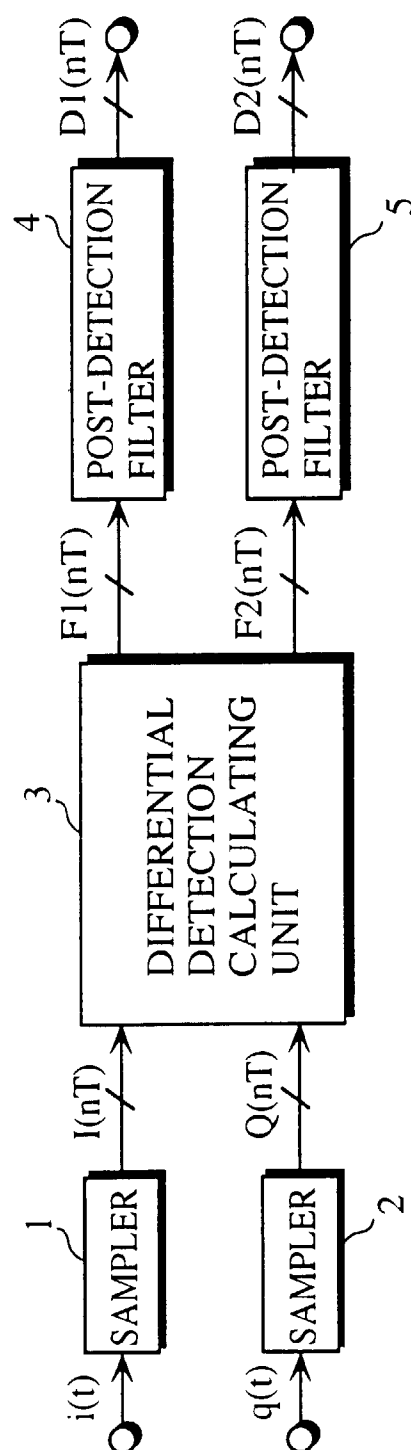 i(t)
1
SAMPLER
I(nT)
3
DIFFERENTIAL
DETECTION
CALCULATING
UNIT
F1(nT)
4
POST-DETECTION
FILTER
D1(nT)
q(t)
SAMPLER
2
Q(nT)
F2(nT)
POST-DETECTION
FILTER
5
D2(nT)